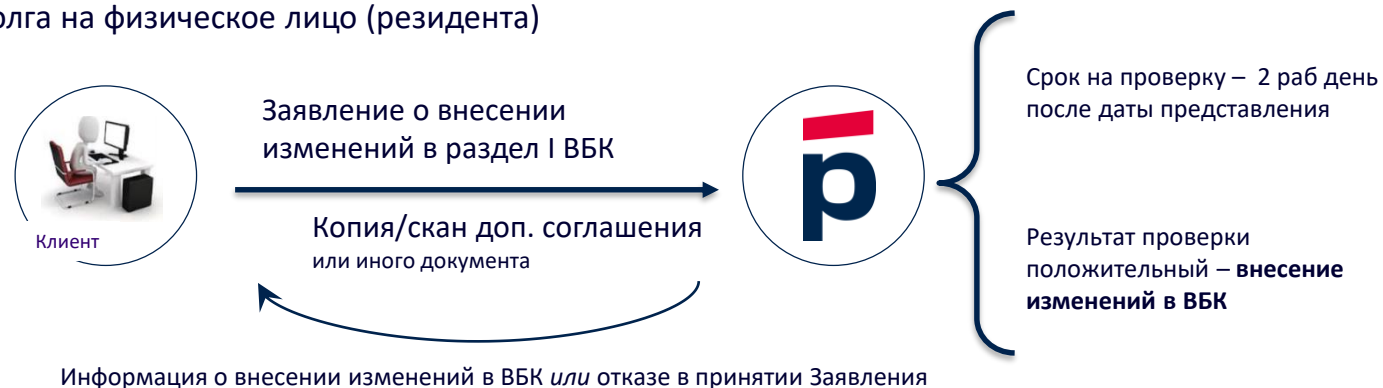 олга на физическое лицо (резидента)
Заявление о внесении
изменений в раздел I ВБК
Клиент
Копия/скан доп. соглашения
или иного документа
р
Срок на проверку – 2 раб день
после даты представления
Результат проверки
положительный – внесение
изменений в ВБК
Информация о внесении изменений в ВБК или отказе в принятии Заявления